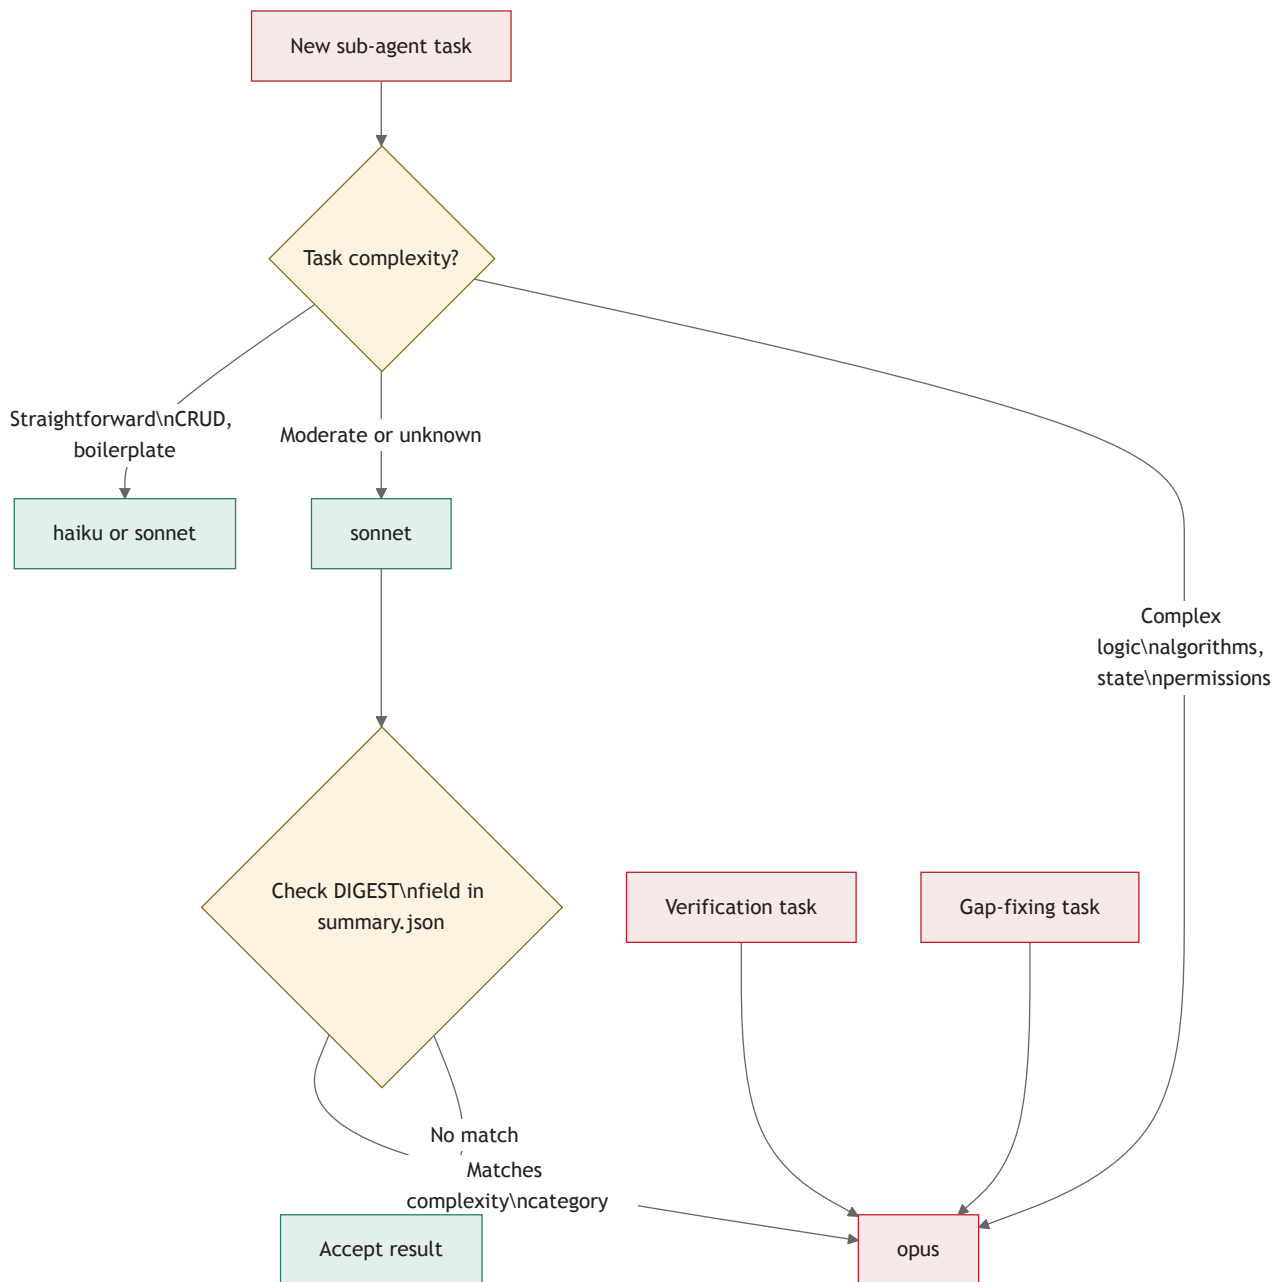 New sub-agent task
Task complexity?
Straightforward\nCRUD,
boilerplate
Moderate or unknown
haiku or sonnet
sonnet
Complex
logic\nalgorithms,
state\npermissions
Check DIGEST\nfield in
summary.json
Verification task
Gap-fixing task
No match
Matches
complexity\ncategory
Accept result
opus